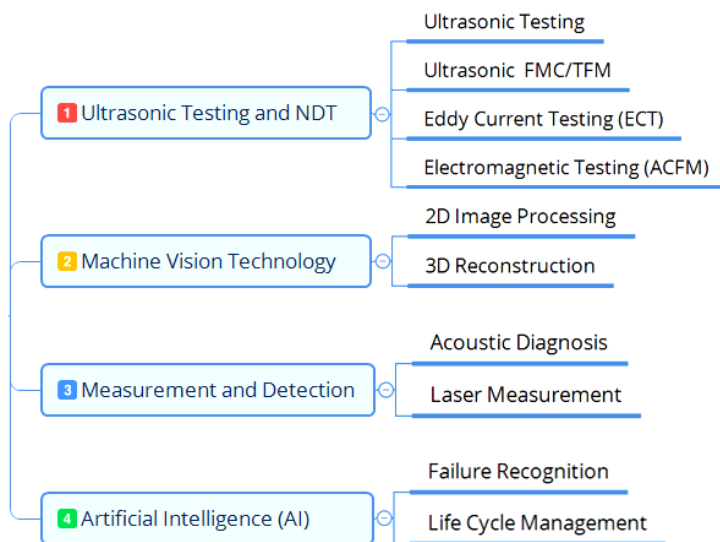 1 Ultrasonic Testing and NDT
Ultrasonic Testing
Ultrasonic FMC/TFM
Eddy Current Testing (ECT)
Electromagnetic Testing (ACFM)
2 Machine Vision Technology
2D Image Processing
3D Reconstruction
3 Measurement and Detection
Acoustic Diagnosis
Laser Measurement
4 Artificial Intelligence (AI)
Failure Recognition
Life Cycle Management